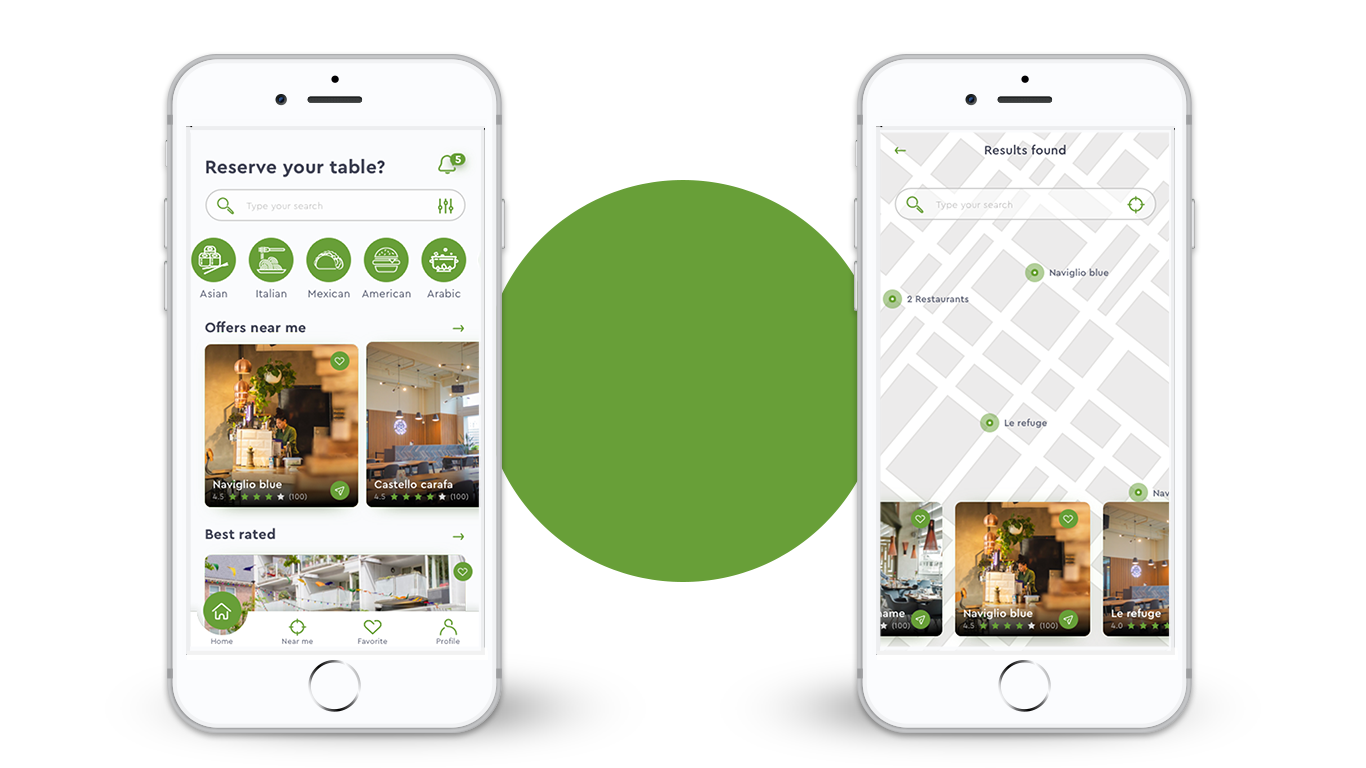 Reserve your table?
5
Type your search
Asian Italian Mexican American Arabic
Offers near me
Naviglio blue
4.5 (100)
Castello carafa
4.5 (100)
Best rated
Home Near me Favorite Profile
Results found
Type your search
Naviglio blue
2 Restaurants
Le refuge
Nav
ame
(100)
Naviglio blue
4.5 (100)
Le refuge
4.0